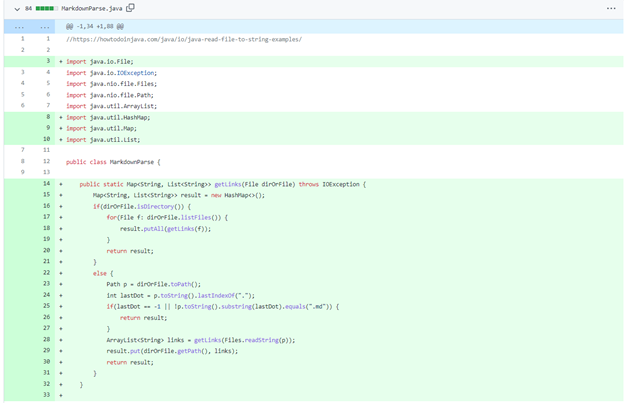 84 MarkdownParse.java
... ... @@ -1,34 +1,88 @@
1 1 //https://howtodoinjava.com/java/io/java-read-file-to-string-examples/
2 2
3 + import java.io.File;
3 4 import java.io.IOException;
4 5 import java.nio.file.Files;
5 6 import java.nio.file.Path;
6 7 import java.util.ArrayList;
8 + import java.util.HashMap;
9 + import java.util.Map;
10 + import java.util.List;
7 11
8 12 public class MarkdownParse {
9 13
14 + public static Map<String, List<String>> getLinks(File dirOrFile) throws IOException {
15 + Map<String, List<String>> result = new HashMap<>();
16 + if(dirOrFile.isDirectory()) {
17 + for(File f: dirOrFile.listFiles()) {
18 + result.putAll(getLinks(f));
19 + }
20 + return result;
21 + }
22 + else {
23 + Path p = dirOrFile.toPath();
24 + int lastDot = p.toString().lastIndexOf(".");
25 + if(lastDot == -1 || !p.toString().substring(lastDot).equals(".md")) {
26 + return result;
27 + }
28 + ArrayList<String> links = getLinks(Files.readString(p));
29 + result.put(dirOrFile.getPath(), links);
30 + return result;
31 + }
32 + }
33 +